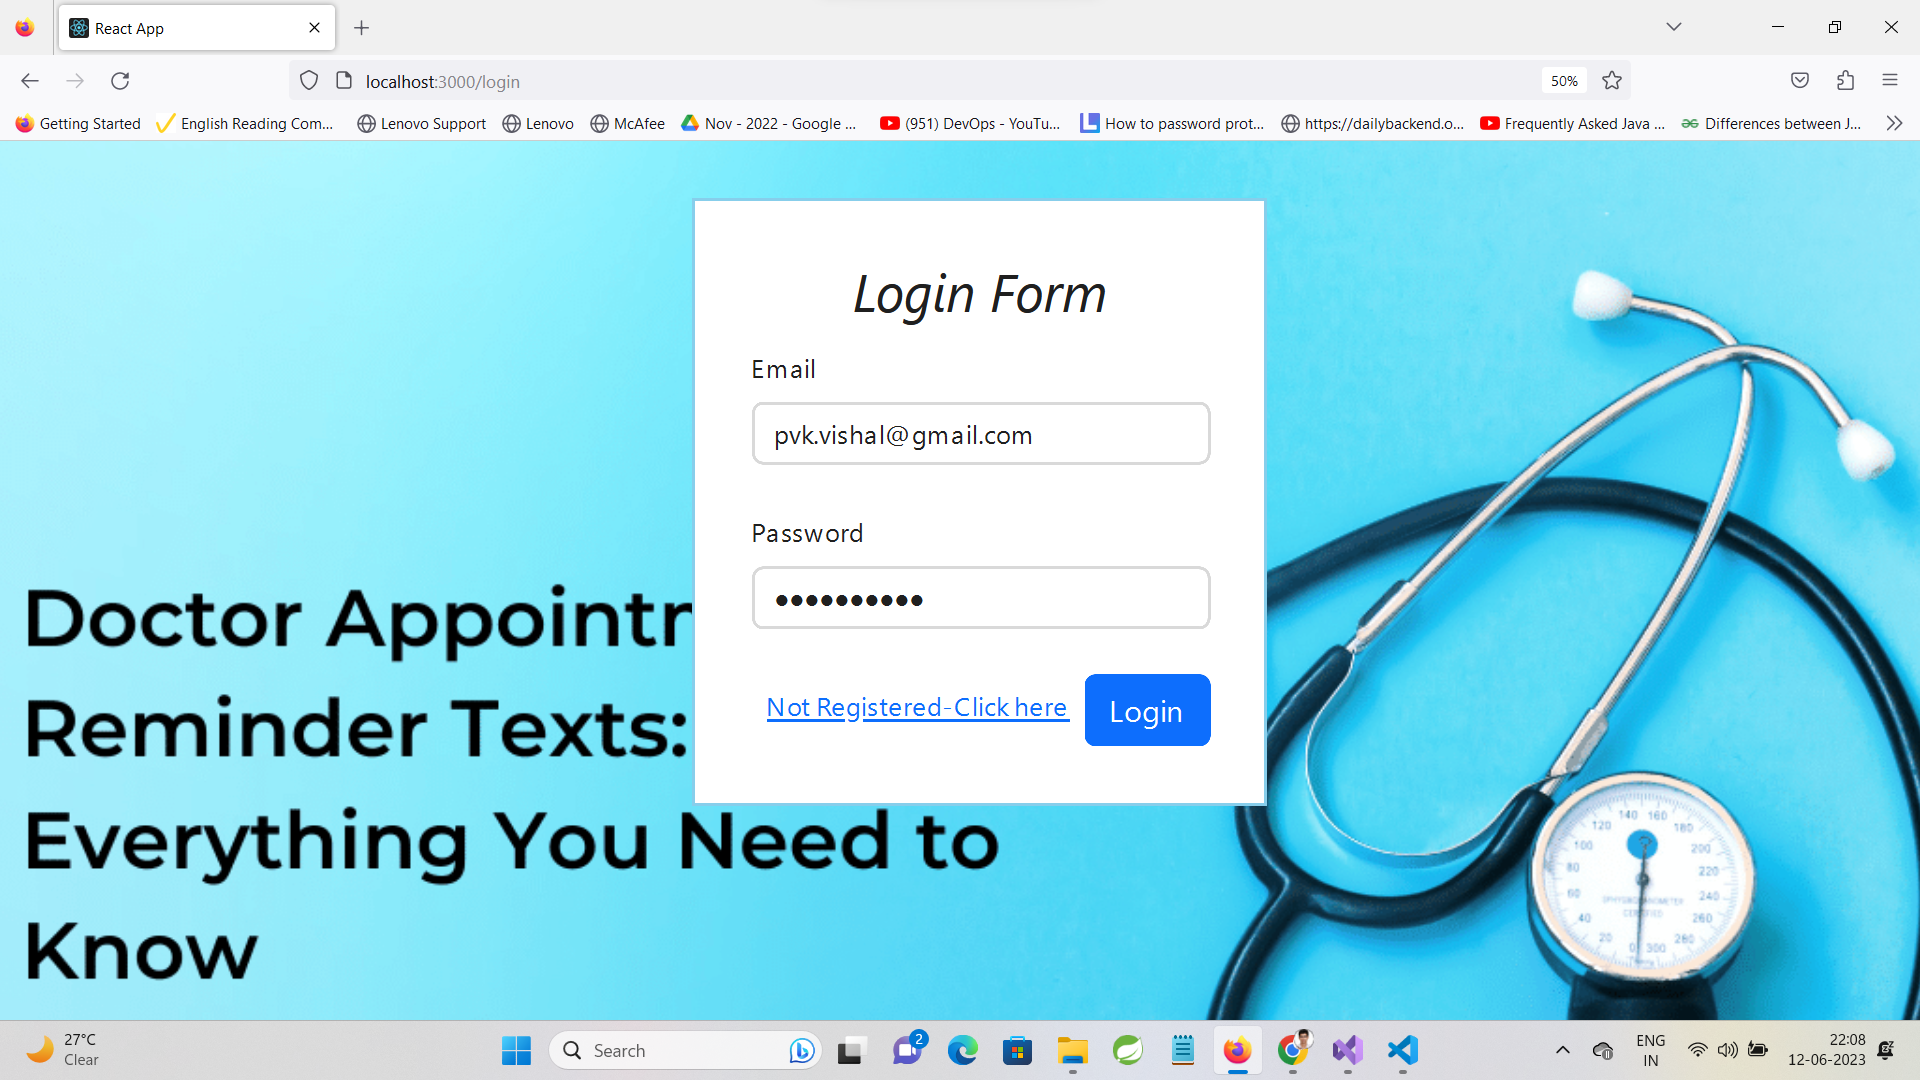 React App
localhost:3000/login
50%
Getting Started
English Reading Com...
Lenovo Support
Lenovo
McAfee
Nov - 2022 - Google ...
(951) DevOps - YouTu...
How to password prot...
https://dailybackend.o...
Frequently Asked Java ...
Differences between J...
Login Form
Email
pvk.vishal@gmail.com
Password
Not Registered-Click here
Login
Doctor Appointm
Reminder Texts:
Everything You Need to
Know
0 20 40 60 80 100 120 140 160 180 200 220 240 260 280 300
27°C
Clear
Search
2
ENG
IN
22:08
12-06-2023